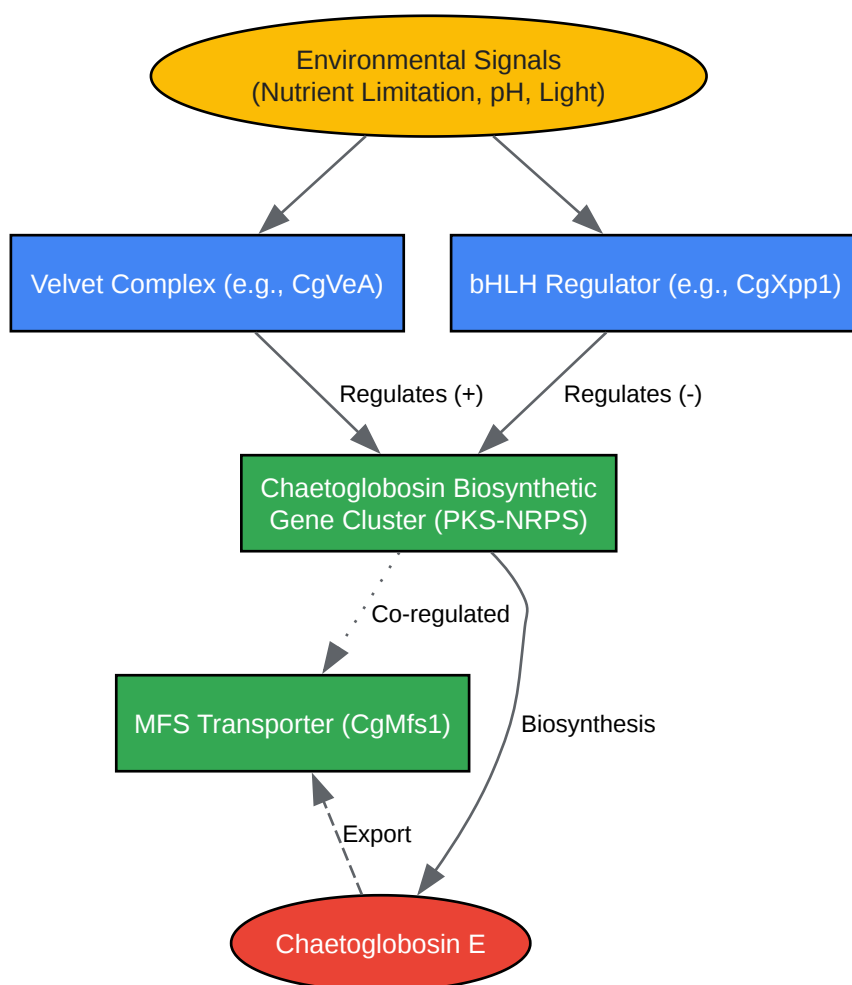 Environmental Signals
(Nutrient Limitation, pH, Light)
Velvet Complex (e.g., CgVeA)
bHLH Regulator (e.g., CgXpp1)
Regulates (+)
Regulates (-)
Chaetoglobosin Biosynthetic
Gene Cluster (PKS-NRPS)
Co-regulated
MFS Transporter (CgMfs1)
Biosynthesis
Export
Chaetoglobosin E